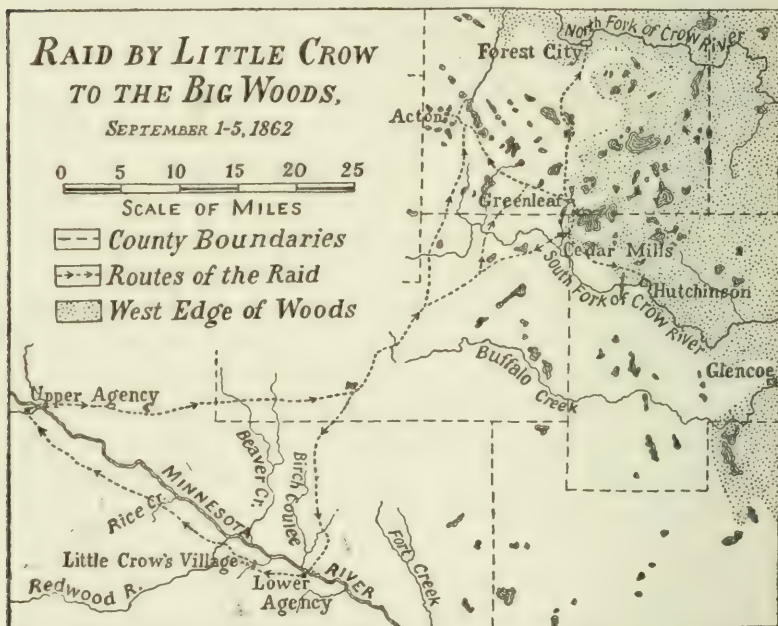 RAID BY LITTLE CROW
TO THE BIG WOODS,
SEPTEMBER 1-5, 1862
0 5 10 15 20 25
SCALE OF MILES
County Boundaries
Routes of the Raid
West Edge of Woods
NORTH FORK OF CROW RIVER
Forest City
Acton
Greenleaf
Cedar Mills
SOUTH FORK OF CROW RIVER
Hutchinson
Glencoe
Buffalo Creek
Upper Agency
Beaver Cr.
Birch Coulee
MINNESOTA RIVER
Rice Cr.
Little Crow's Village
Lower
Agency
Redwood R.
Fort Creek